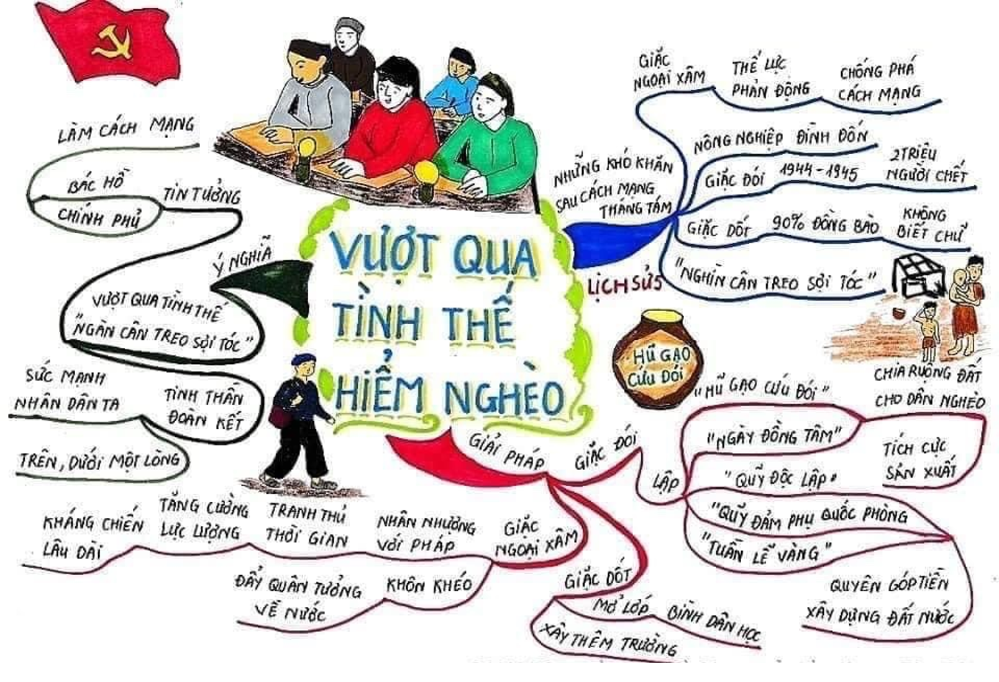 VƯỢT QUA
TÌNH THẾ
HIỂM NGHÈO
LỊCH SỬ 5
NHỮNG KHÓ KHĂN
SAU CÁCH MẠNG
THÁNG TÁM
GIẶC
NGOẠI XÂM
THẾ LỰC
PHẢN ĐỘNG
CHỐNG PHÁ
CÁCH MẠNG
NÔNG NGHIỆP ĐÌNH ĐỐN
GIẶC ĐÓI
1944-1945
2 TRIỆU
NGƯỜI CHẾT
GIẶC DỐT
90% ĐỒNG BÀO
KHÔNG
BIẾT CHỮ
"NGHÌN CÂN TREO SỢI TÓC"
HŨ GẠO
CỨU ĐÓI
GIẢI PHÁP
GIẶC ĐÓI
LẬP
"HŨ GẠO CỨU ĐÓI"
"NGÀY ĐỒNG TÂM"
CHIA RUỘNG ĐẤT
CHO DÂN NGHÈO
TÍCH CỰC
SẢN XUẤT
"QUỸ ĐỘC LẬP"
"QUỸ ĐẢM PHỤ QUỐC PHÒNG
"TUẦN LỄ VÀNG"
QUYÊN GÓP TIỀN
XÂY DỰNG ĐẤT NƯỚC
GIẶC DỐT
MỞ LỚP
BÌNH DÂN HỌC
XÂY THÊM TRƯỜNG
GIẶC
NGOẠI XÂM
NHÂN NHƯỢNG
VỚI PHÁP
TRANH THỦ
THỜI GIAN
TĂNG CƯỜNG
LỰC LƯỢNG
KHÁNG CHIẾN
LÂU DÀI
KHÔN KHÉO
ĐẨY QUÂN TƯỞNG
VỀ NƯỚC
Ý NGHĨA
TIN TƯỞNG
BÁC HỒ
CHÍNH PHỦ
LÀM CÁCH MẠNG
VƯỢT QUA TÌNH THẾ
"NGÀN CÂN TREO SỢI TÓC"
TINH THẦN
ĐOÀN KẾT
SỨC MẠNH
NHÂN DÂN TA
TRÊN, DƯỚI MỘT LÒNG